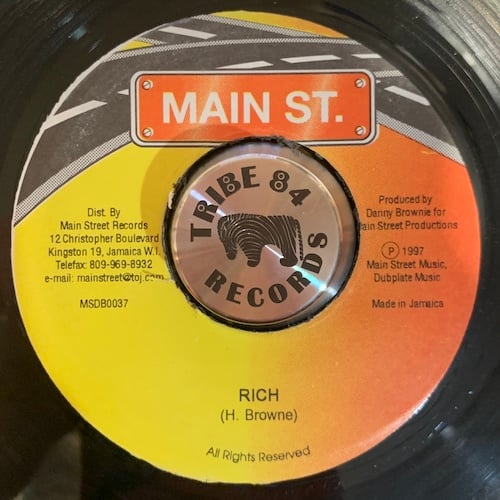 MAIN ST.
TRIBE 84
RECORDS
Dist. By
Main Street Records
12 Christopher Boulevard
Kingston 19, Jamaica W.I.
Telefax: 809-969-8932
e-mail: mainstreet@toj.com
MSDB0037
Produced by
Danny Brownie for
ain Street Productions
Ⓟ 1997
Main Street Music,
Dubplate Music
Made in Jamaica
RICH
(H. Browne)
All Rights Reserved